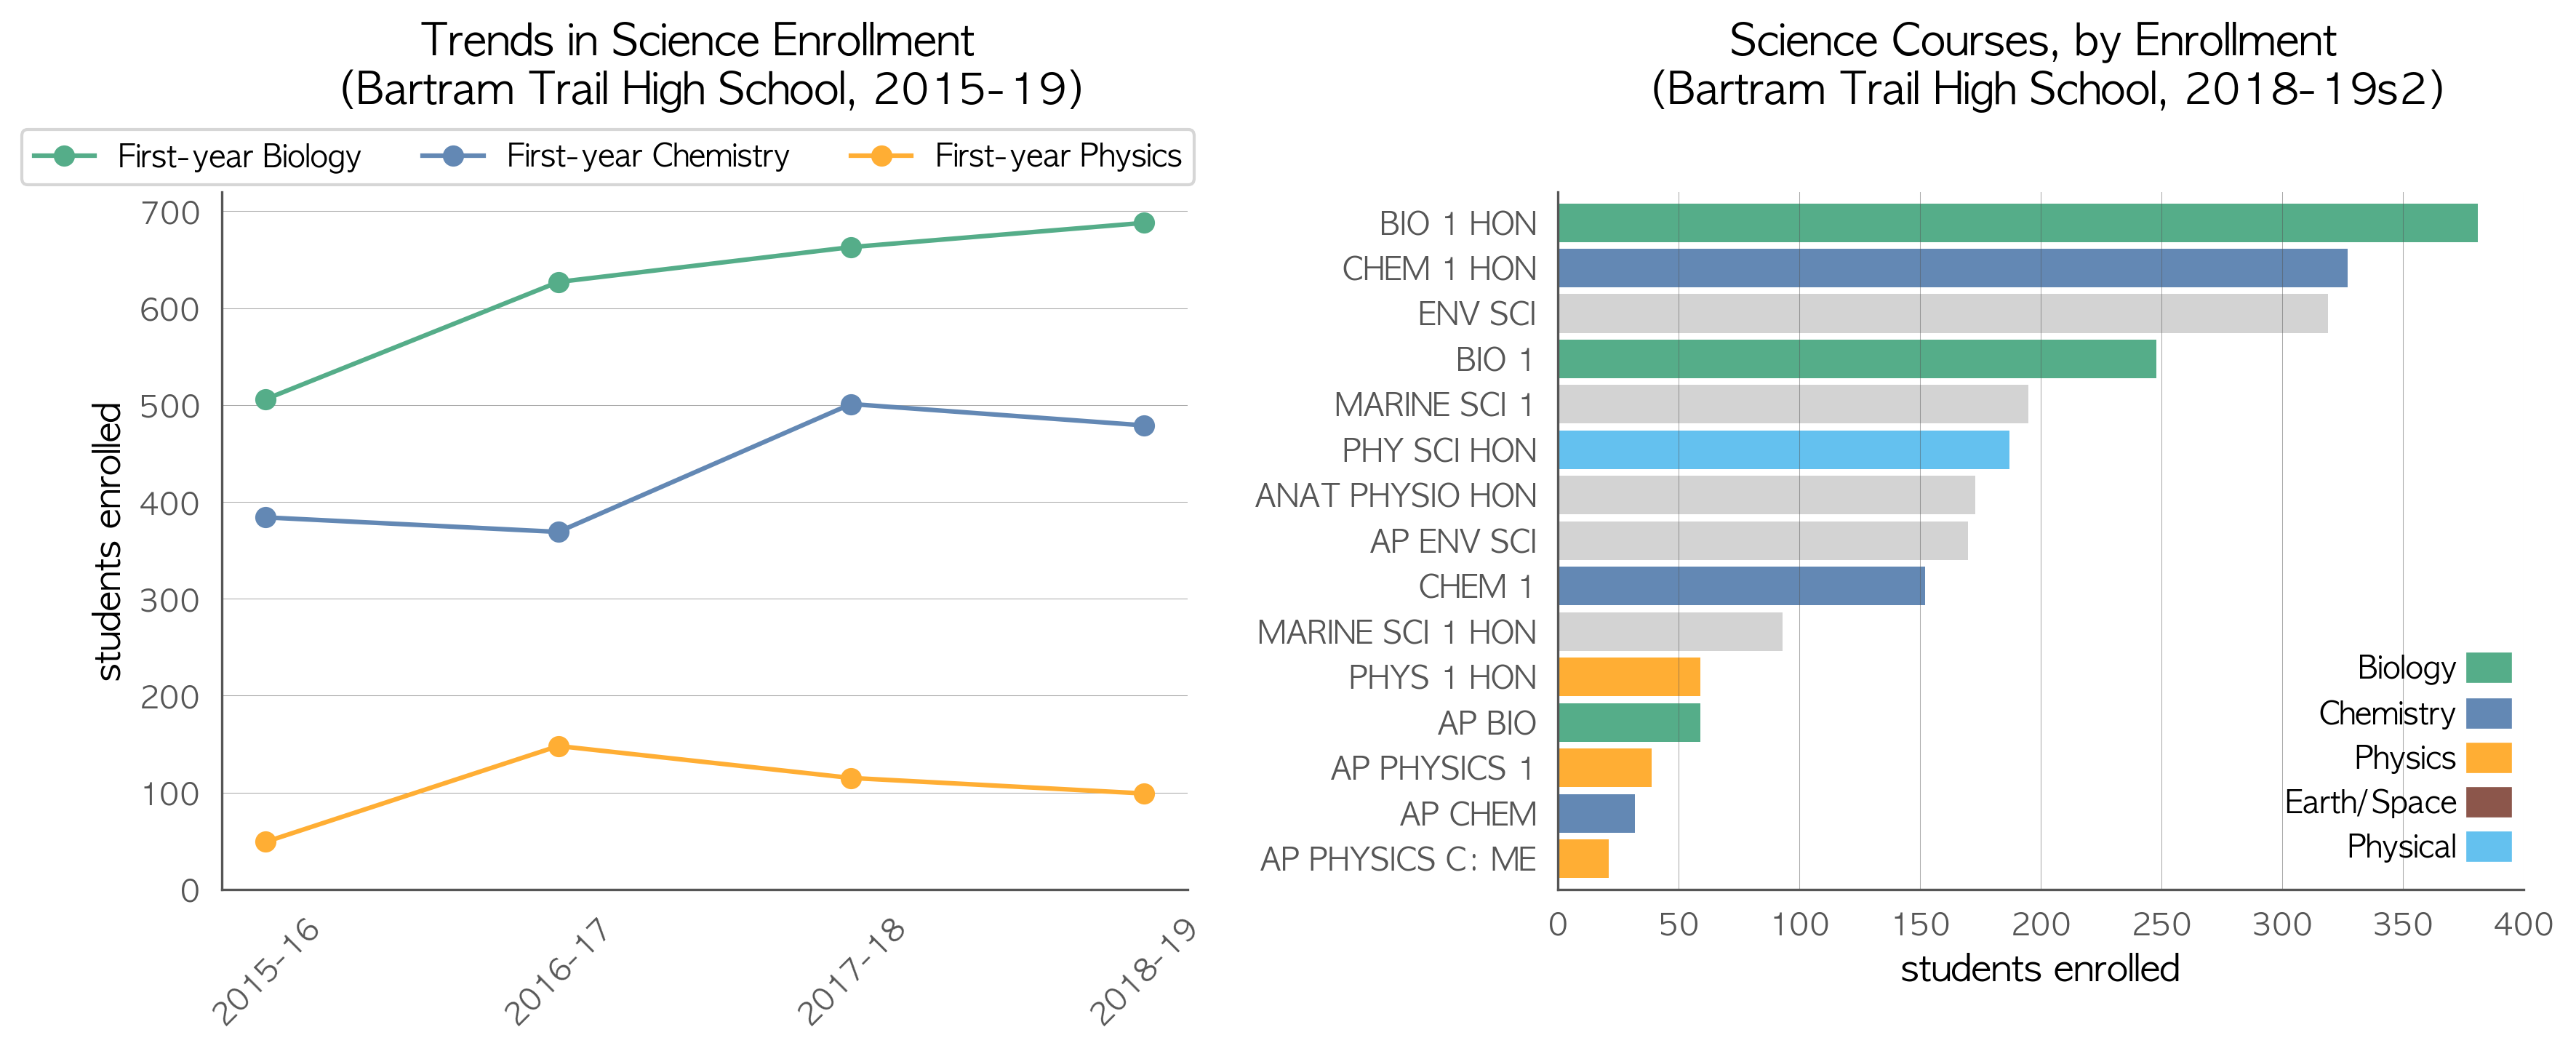 Trends in Science Enrollment
(Bartram Trail High School, 2015-19)
First-year Biology
First-year Chemistry
First-year Physics
700
600
500
400
300
200
100
0
students enrolled
2015-16
2016-17
2017-18
2018-19
Science Courses, by Enrollment
(Bartram Trail High School, 2018-19s2)
BIO 1 HON
CHEM 1 HON
ENV SCI
BIO 1
MARINE SCI 1
PHY SCI HON
ANAT PHYSIO HON
AP ENV SCI
CHEM 1
MARINE SCI 1 HON
PHYS 1 HON
AP BIO
AP PHYSICS 1
AP CHEM
AP PHYSICS C: ME
Biology
Chemistry
Physics
Earth/Space
Physical
0 50 100 150 200 250 300 350 400
students enrolled